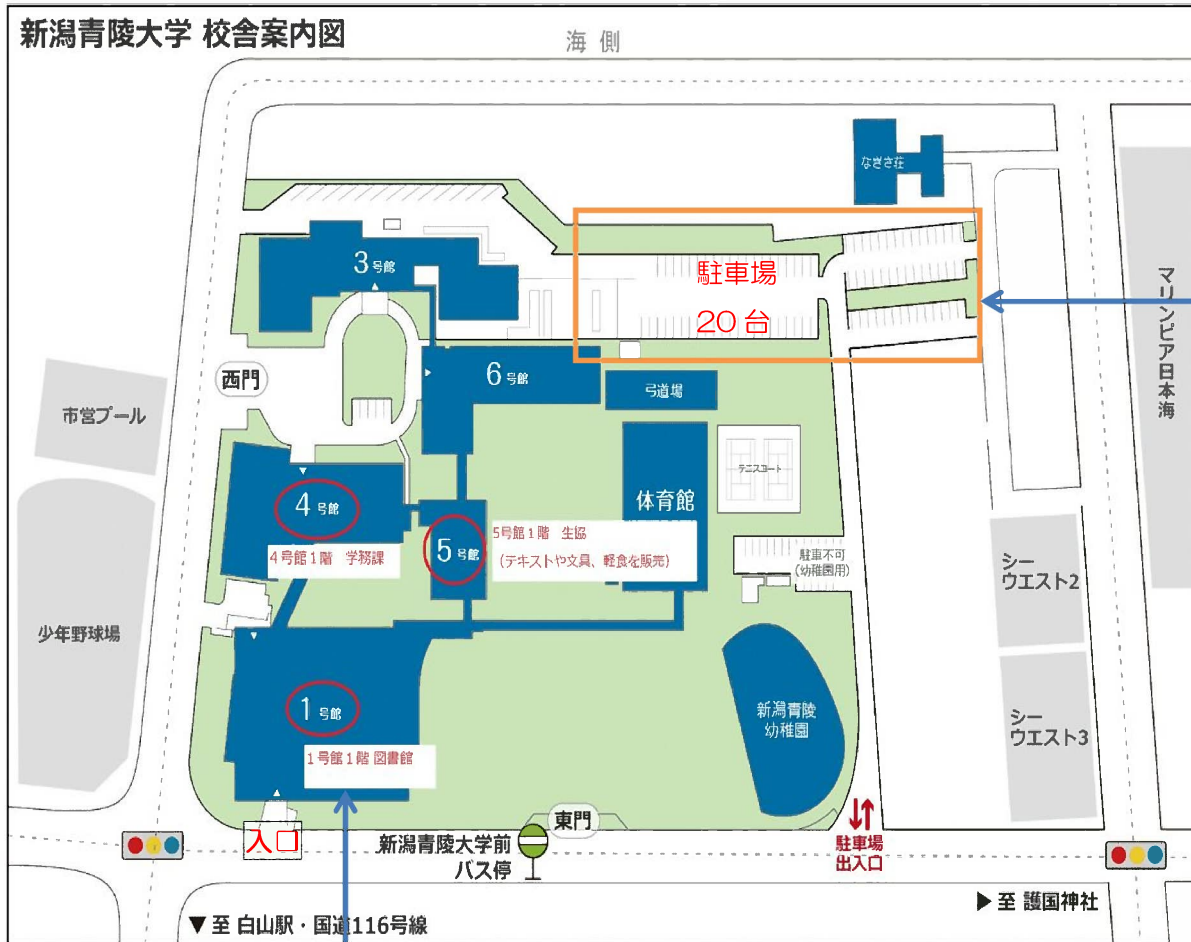 新潟青陵大学 校舎案内図
海 側
なぎさ荘
3号館
駐車場
20台
マリンピア日本海
6号館
西門
弓道場
市営プール
テニスコート
4号館
体育館
5号館
5号館1階 生協
(テキストや文具、軽食を販売)
4号館1階 学務課
駐車不可
(幼稚園用)
シー
ウエスト2
少年野球場
1号館
新潟青陵
幼稚園
シー
ウエスト3
1号館1階 図書館
入口
東門
新潟青陵大学前
バス停
駐車場
出入口
▼至 白山駅・国道116号線
▶至 護国神社